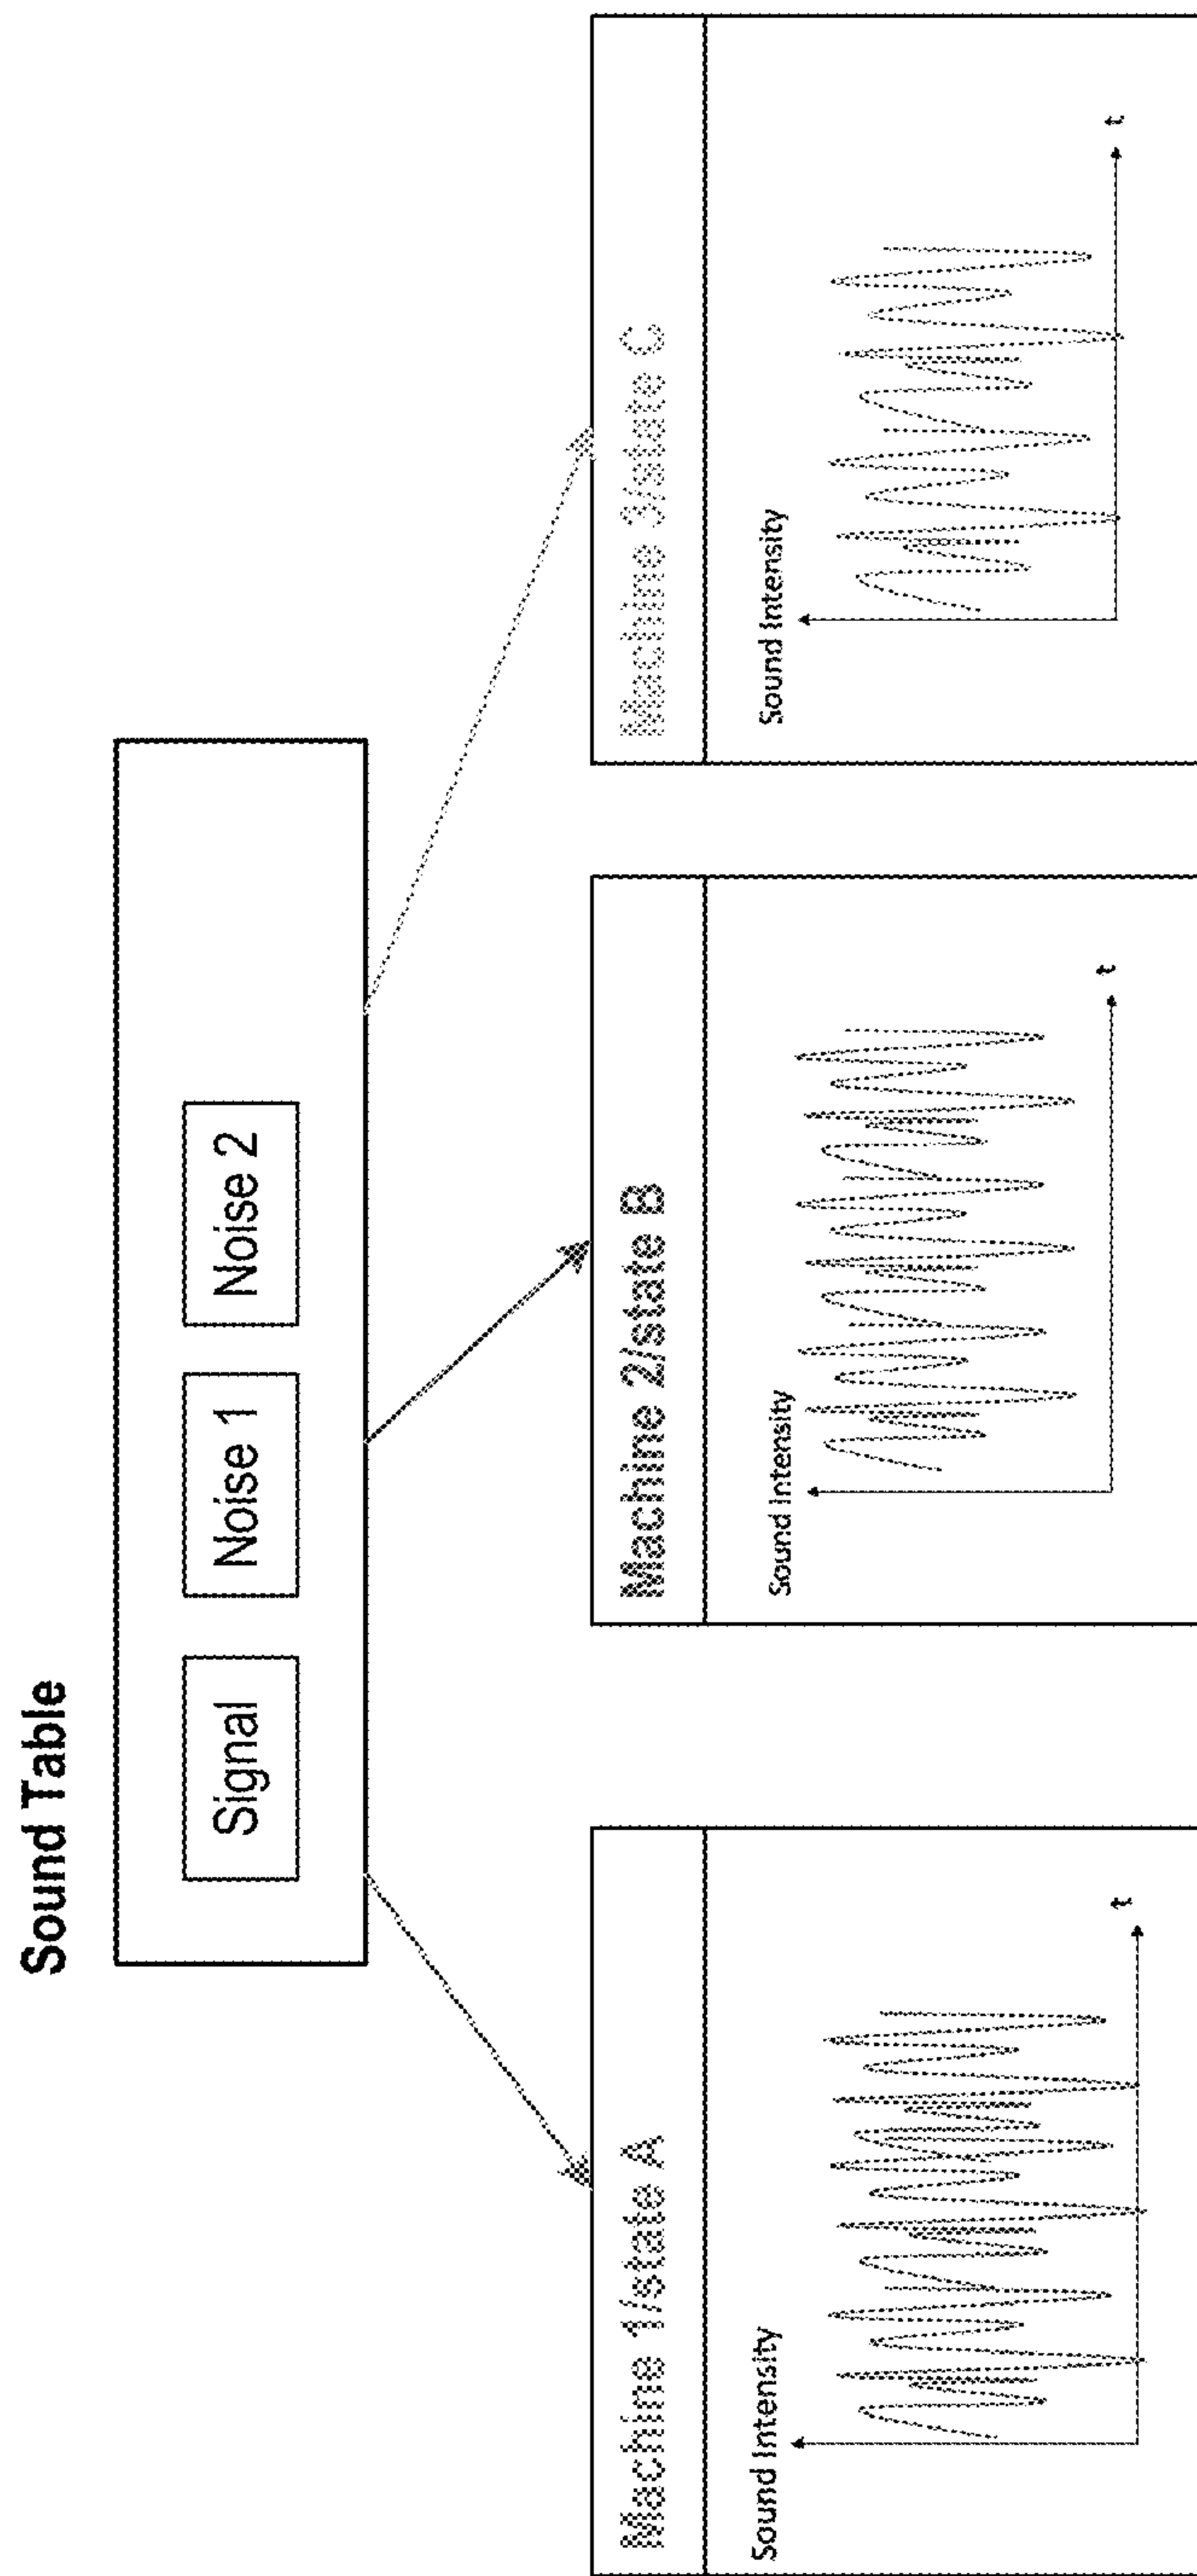 Sound Table
Signal
Noise 1
Noise 2
Machine 1/state A
Sound Intensity
t
Machine 2/state B
Sound Intensity
t
Machine 3/state C
Sound Intensity
t